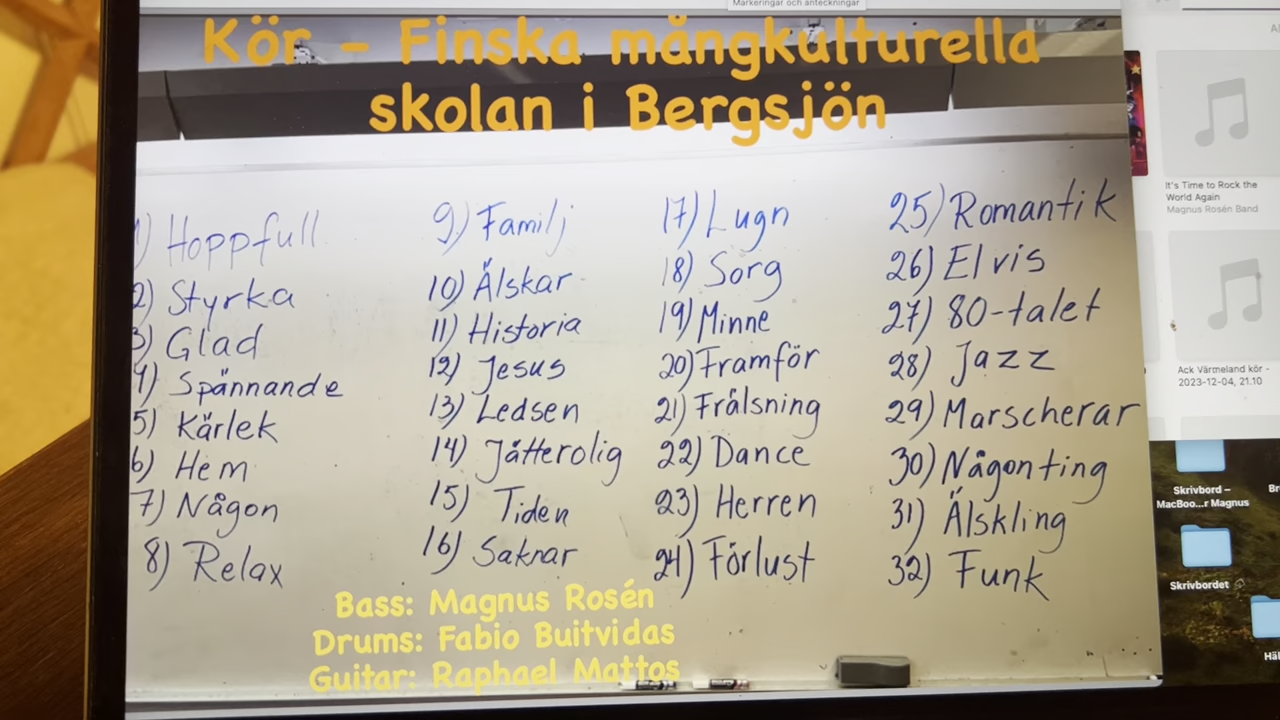 Markeringar och anteckningar
Kör – Finska mångkulturella
skolan i Bergsjön
1) Hoppfull
2) Styrka
3) Glad
4) Spännande
5) Kärlek
6) Hem
7) Någon
8) Relax
9) Familj
10) Älskar
11) Historia
12) Jesus
13) Ledsen
14) Jätterolig
15) Tiden
16) Saknar
17) Lugn
18) Sorg
19) Minne
20) Framför
21) Frälsning
22) Dance
23) Herren
24) Förlust
25) Romantik
26) Elvis
27) 80-talet
28) Jazz
29) Marscherar
30) Någonting
31) Älskling
32) Funk
Bass: Magnus Rosén
Drums: Fabio Buitvidas
Guitar: Raphael Mattos
It's Time to Rock the
World Again
Magnus Rosén Band
Ack Värmeland kör -
2023-12-04, 21.10
Skrivbord –
MacBoo...r Magnus
Skrivbordet